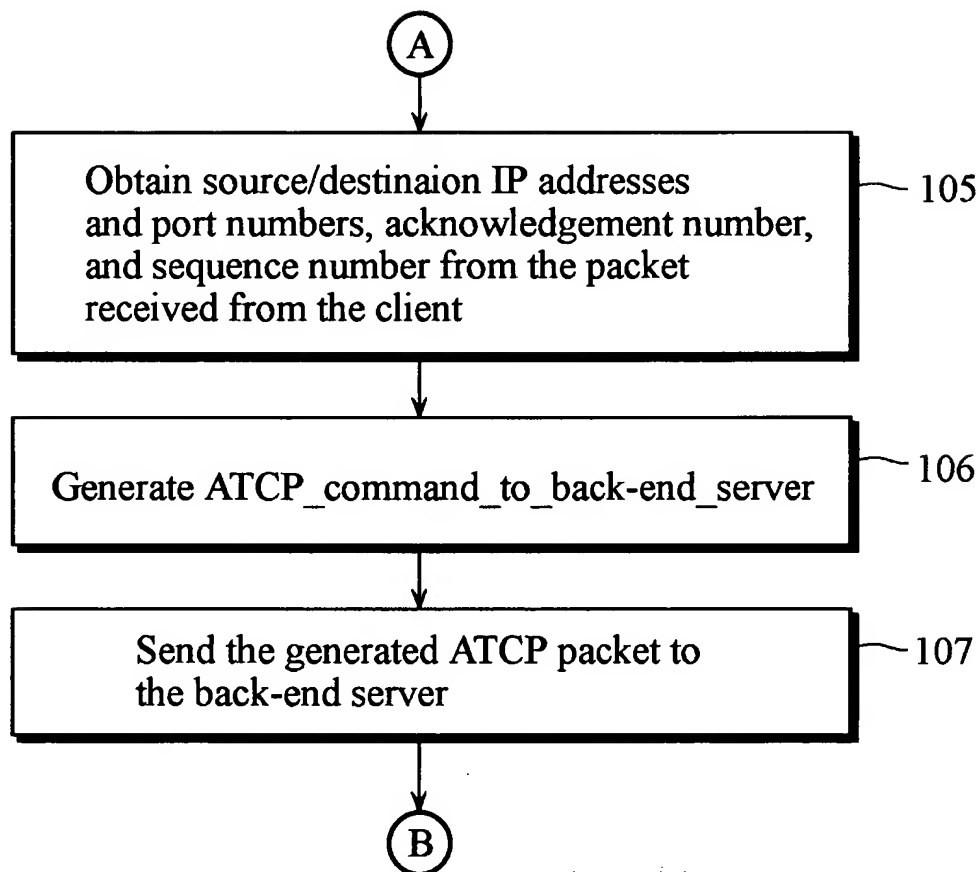 A
Obtain source/destinaion IP addresses
and port numbers, acknowledgement number,
and sequence number from the packet
received from the client
105
Generate ATCP_command_to_back-end_server
106
Send the generated ATCP packet to
the back-end server
107
B